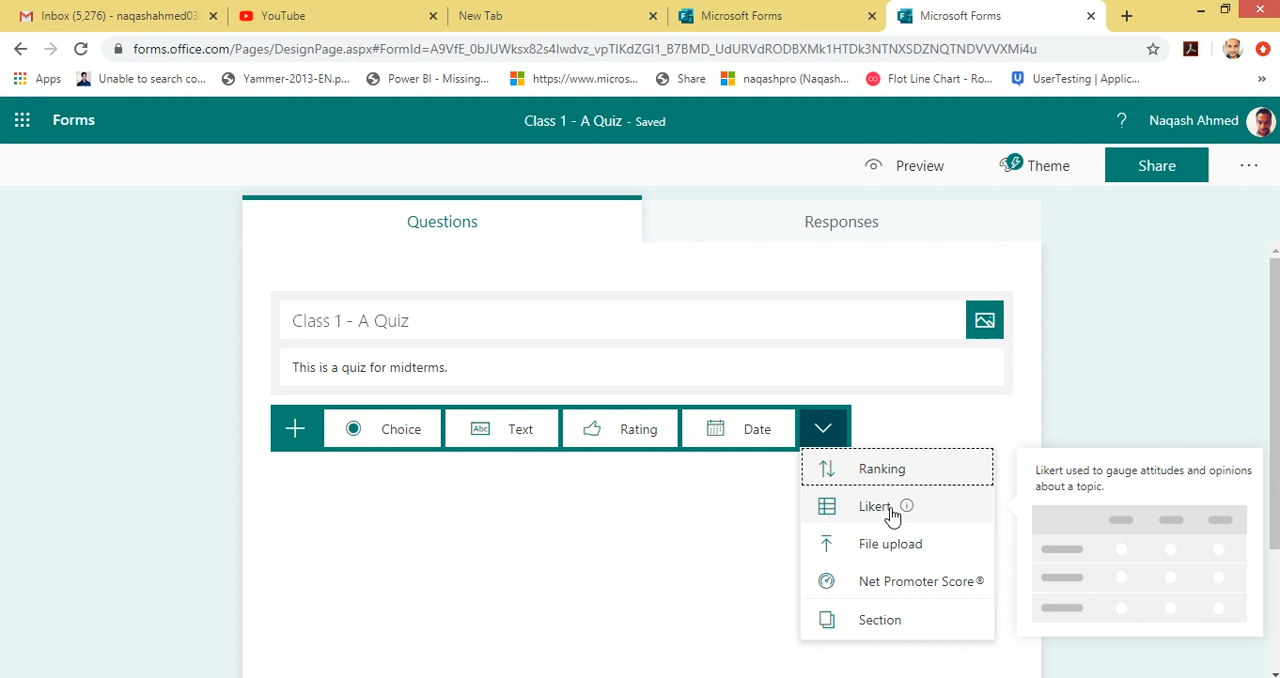 Inbox (5,276) - naqashahmed03
YouTube
New Tab
Microsoft Forms
Microsoft Forms
forms.office.com/Pages/DesignPage.aspx#FormId=A9VfE_0bJUWksx82s4Iwdvz_vpTIKdZGI1_B7BMD_UdURVdRODBXMk1HTDk3NTNXSDZNQTNDVVVXMi4u
Apps
Unable to search co...
Yammer-2013-EN.p...
Power BI - Missing...
https://www.micros...
Share
naqashpro (Naqash...
Flot Line Chart - Ro...
UserTesting | Applic...
»
Forms
Class 1 - A Quiz - Saved
?
Naqash Ahmed
Preview
Theme
Share
...
Questions
Responses
Class 1 - A Quiz
This is a quiz for midterms.
Choice
Abc Text
Rating
Date
Ranking
Likert
File upload
Net Promoter Score®
Section
Likert used to gauge attitudes and opinions
about a topic.